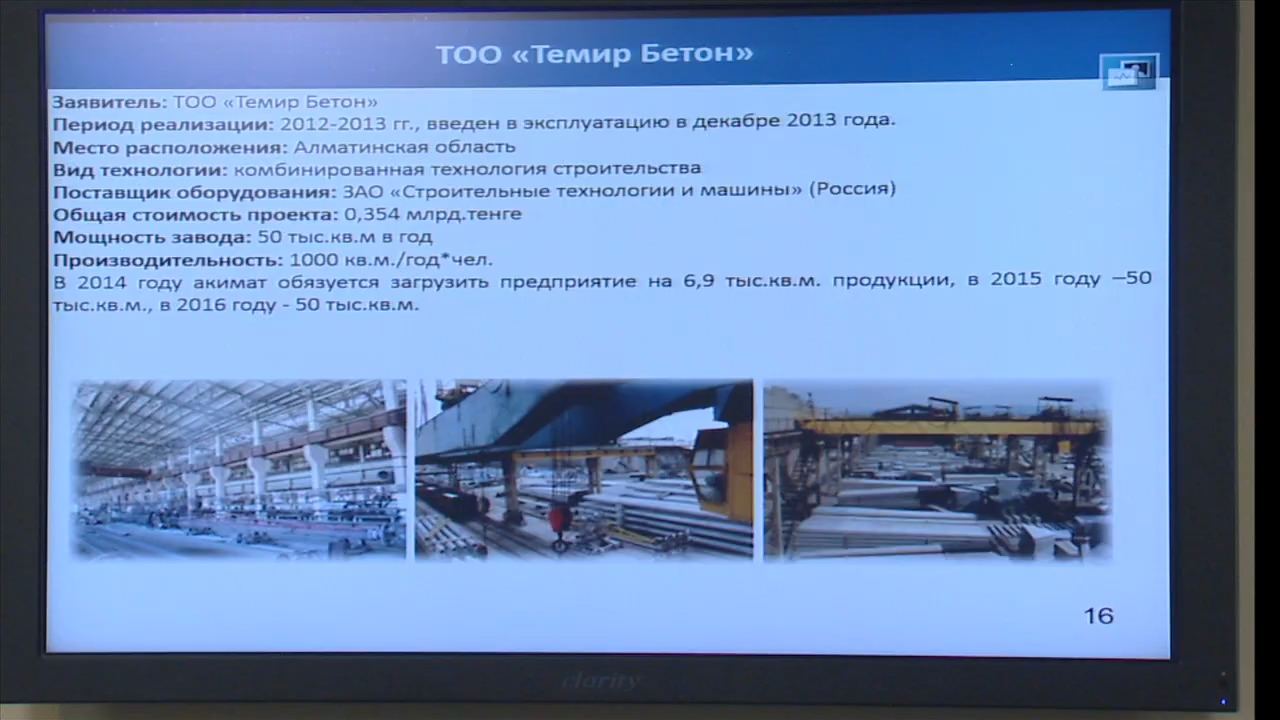 ТОО «Темир Бетон»
Заявитель: ТОО «Темир Бетон»
Период реализации: 2012-2013 гг., введен в эксплуатацию в декабре 2013 года.
Место расположения: Алматинская область
Вид технологии: комбинированная технология строительства
Поставщик оборудования: ЗАО «Строительные технологии и машины» (Россия)
Общая стоимость проекта: 0,354 млрд.тенге
Мощность завода: 50 тыс.кв.м в год
Производительность: 1000 кв.м./год*чел.
В 2014 году акимат обязуется загрузить предприятие на 6,9 тыс.кв.м. продукции, в 2015 году –50
тыс.кв.м., в 2016 году - 50 тыс.кв.м.
16
clarity